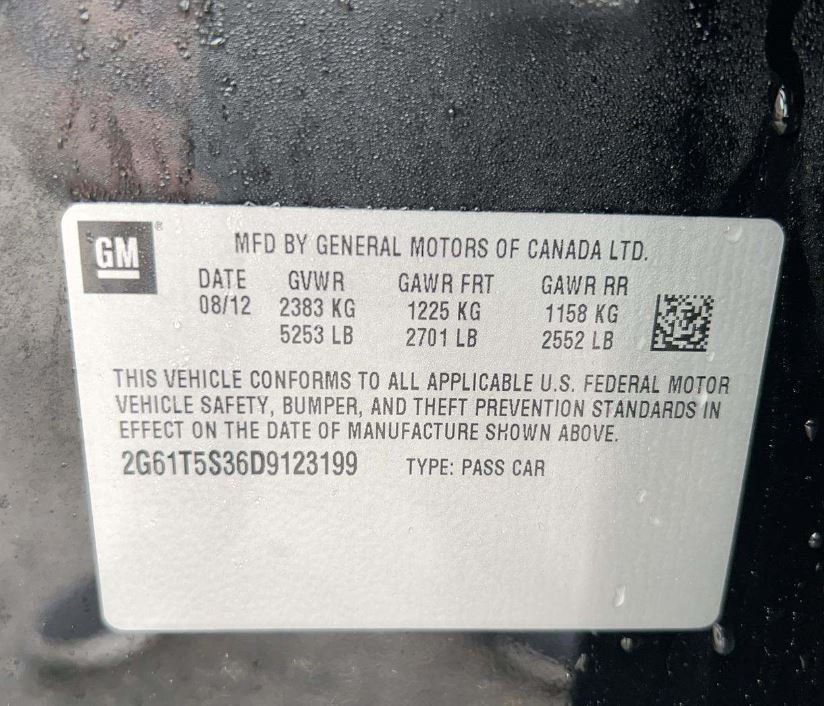 GM ®
MFD BY GENERAL MOTORS OF CANADA LTD.
DATE GVWR GAWR FRT GAWR RR
08/12 2383 KG 1225 KG 1158 KG
5253 LB 2701 LB 2552 LB
THIS VEHICLE CONFORMS TO ALL APPLICABLE U.S. FEDERAL MOTOR
VEHICLE SAFETY, BUMPER, AND THEFT PREVENTION STANDARDS IN
EFFECT ON THE DATE OF MANUFACTURE SHOWN ABOVE.
2G61T5S36D9123199 TYPE: PASS CAR